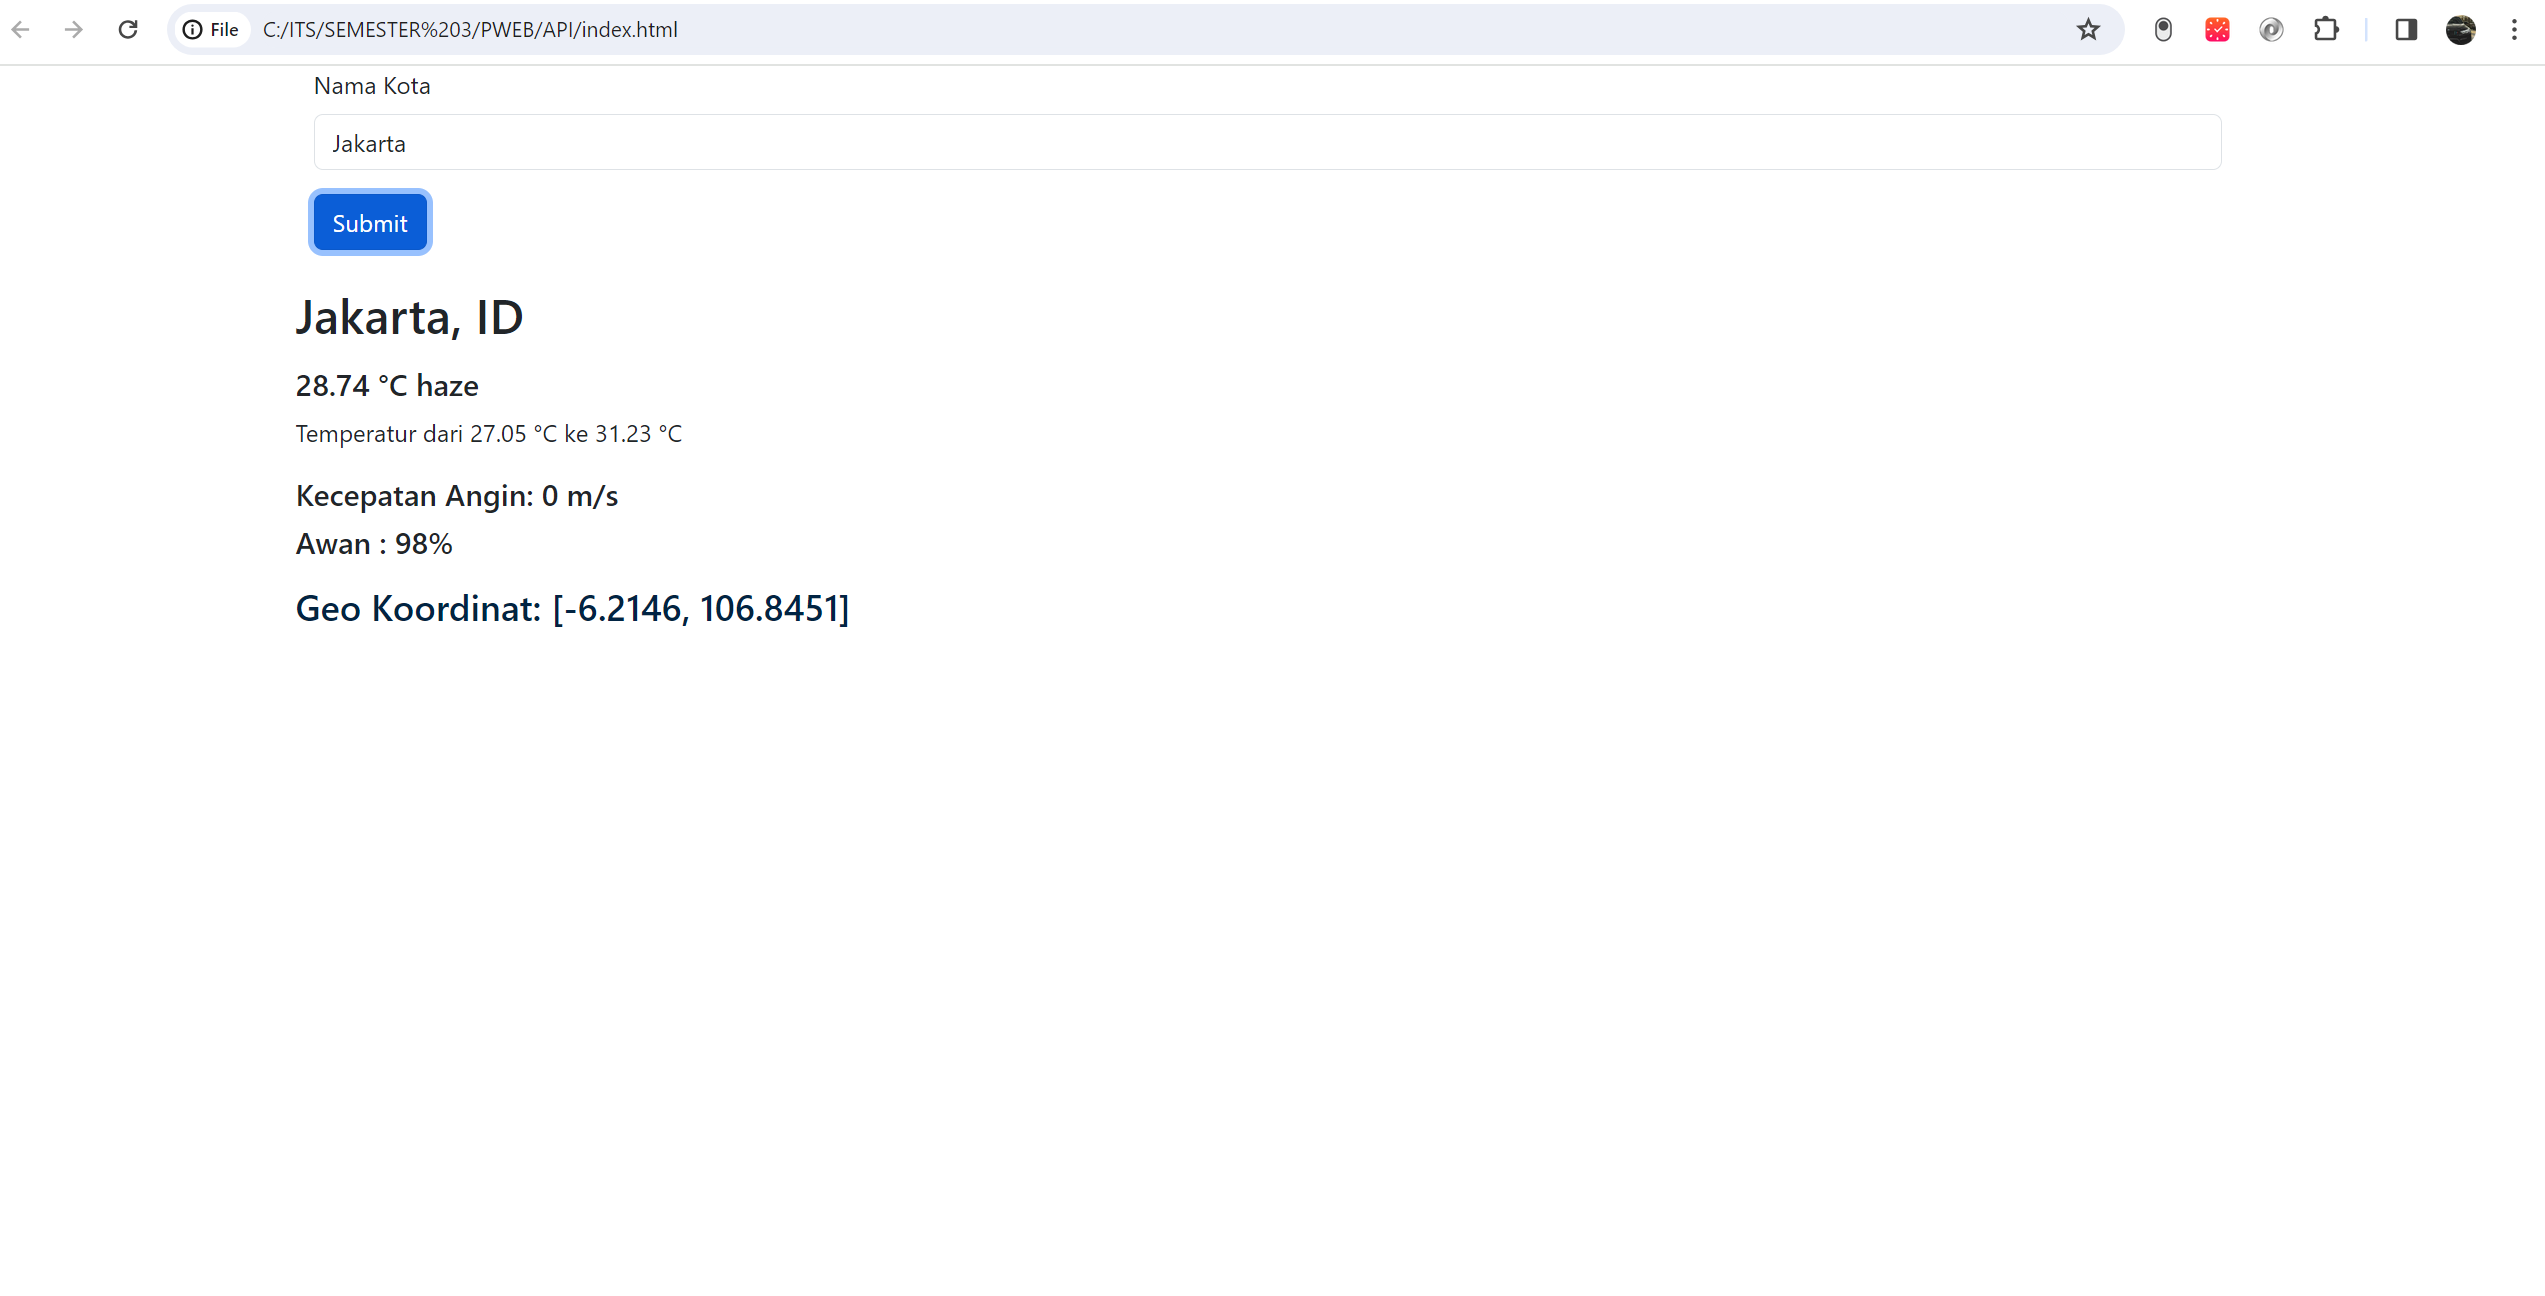 File C:/ITS/SEMESTER%203/PWEB/API/index.html
Nama Kota
Jakarta
Submit
Jakarta, ID
28.74 °C haze
Temperatur dari 27.05 °C ke 31.23 °C
Kecepatan Angin: 0 m/s
Awan : 98%
Geo Koordinat: [-6.2146, 106.8451]